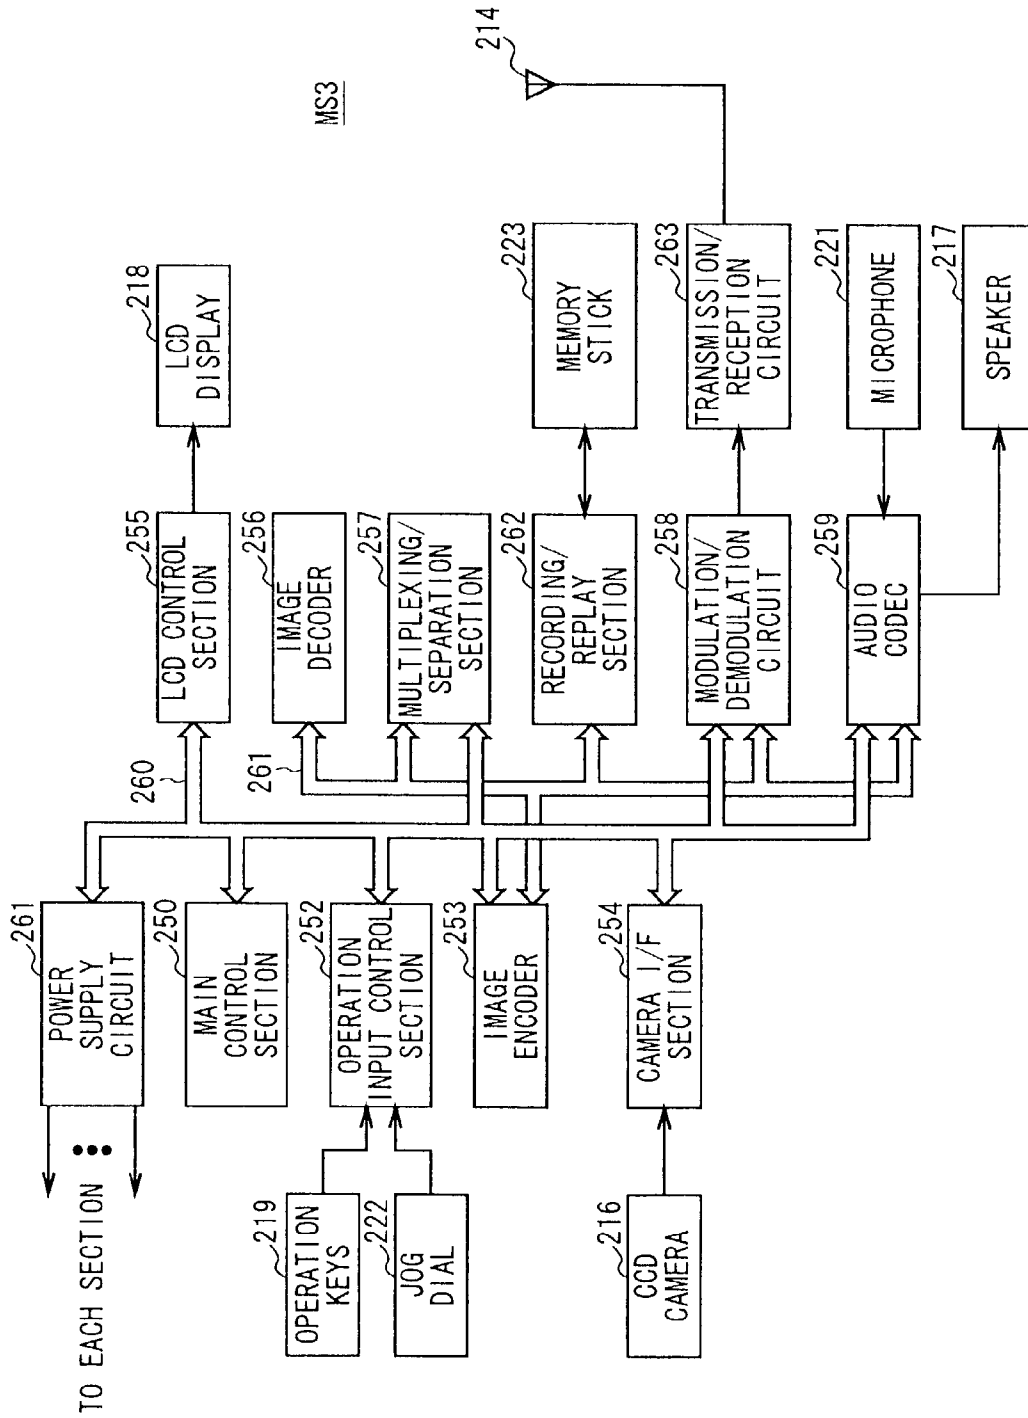 MS3
214
218
LCD
DISPLAY
223
MEMORY
STICK
263
TRANSMISSION/
RECEPTION
CIRCUIT
221
MICROPHONE
217
SPEAKER
255
LCD CONTROL
SECTION
256
IMAGE
DECODER
257
MULTIPLEXING/
SEPARATION
SECTION
262
RECORDING/
REPLAY
SECTION
258
MODULATION/
DEMODULATION
CIRCUIT
259
AUDIO
CODEC
260
261
261
POWER
SUPPLY
CIRCUIT
250
MAIN
CONTROL
SECTION
252
OPERATION
INPUT CONTROL
SECTION
253
IMAGE
ENCODER
254
CAMERA I/F
SECTION
TO EACH SECTION
219
OPERATION
KEYS
222
JOG
DIAL
216
CCD
CAMERA